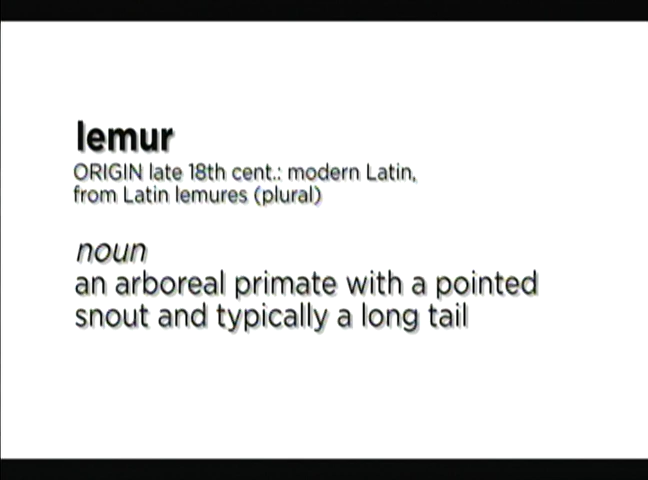 lemur
ORIGIN late 18th cent.: modern Latin,
from Latin lemures (plural)
noun
an arboreal primate with a pointed
snout and typically a long tail